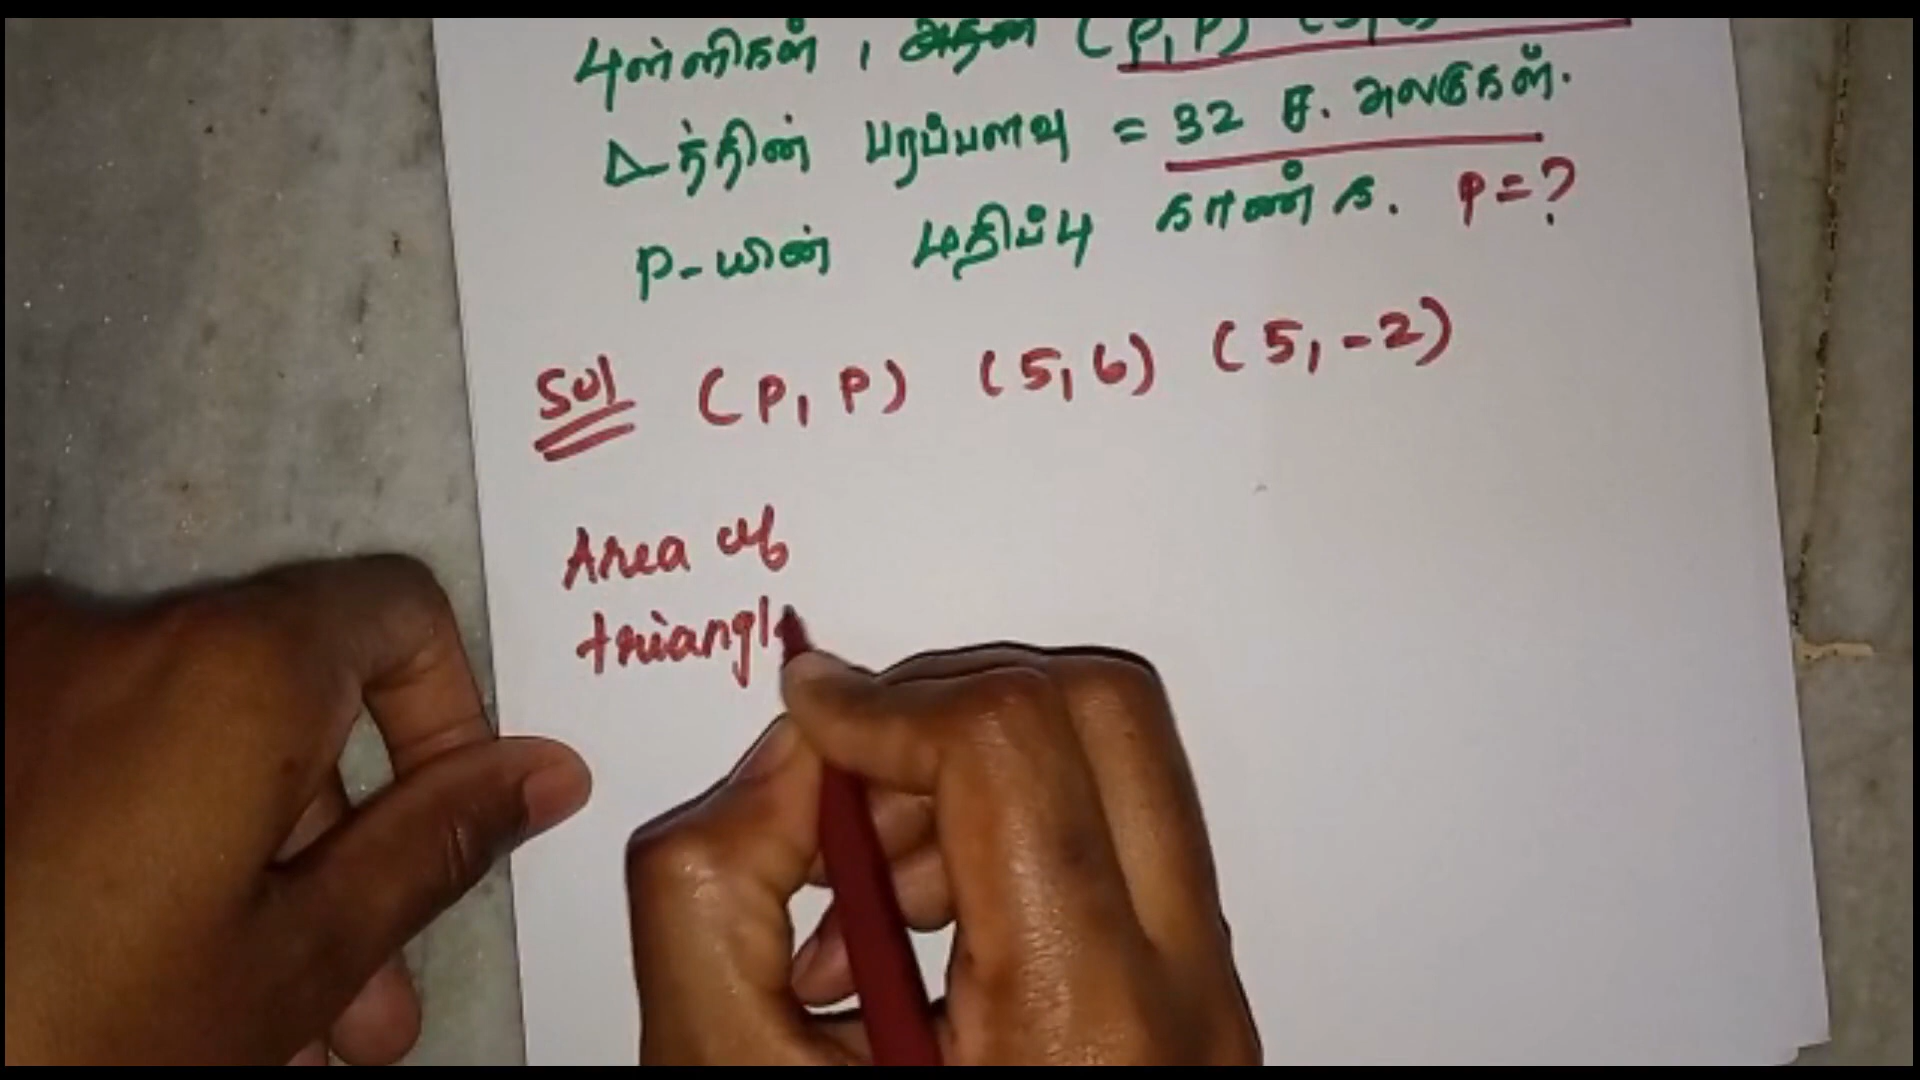 புள்ளிகள் , அதன் (P, P)
△த்தின் பரப்பளவு = 32 ச. அலகுகள்.
P-யின் மதிப்பு காண்க. P=?
Sol (P, P) (5, 6) (5, -2)
Area of
triangle